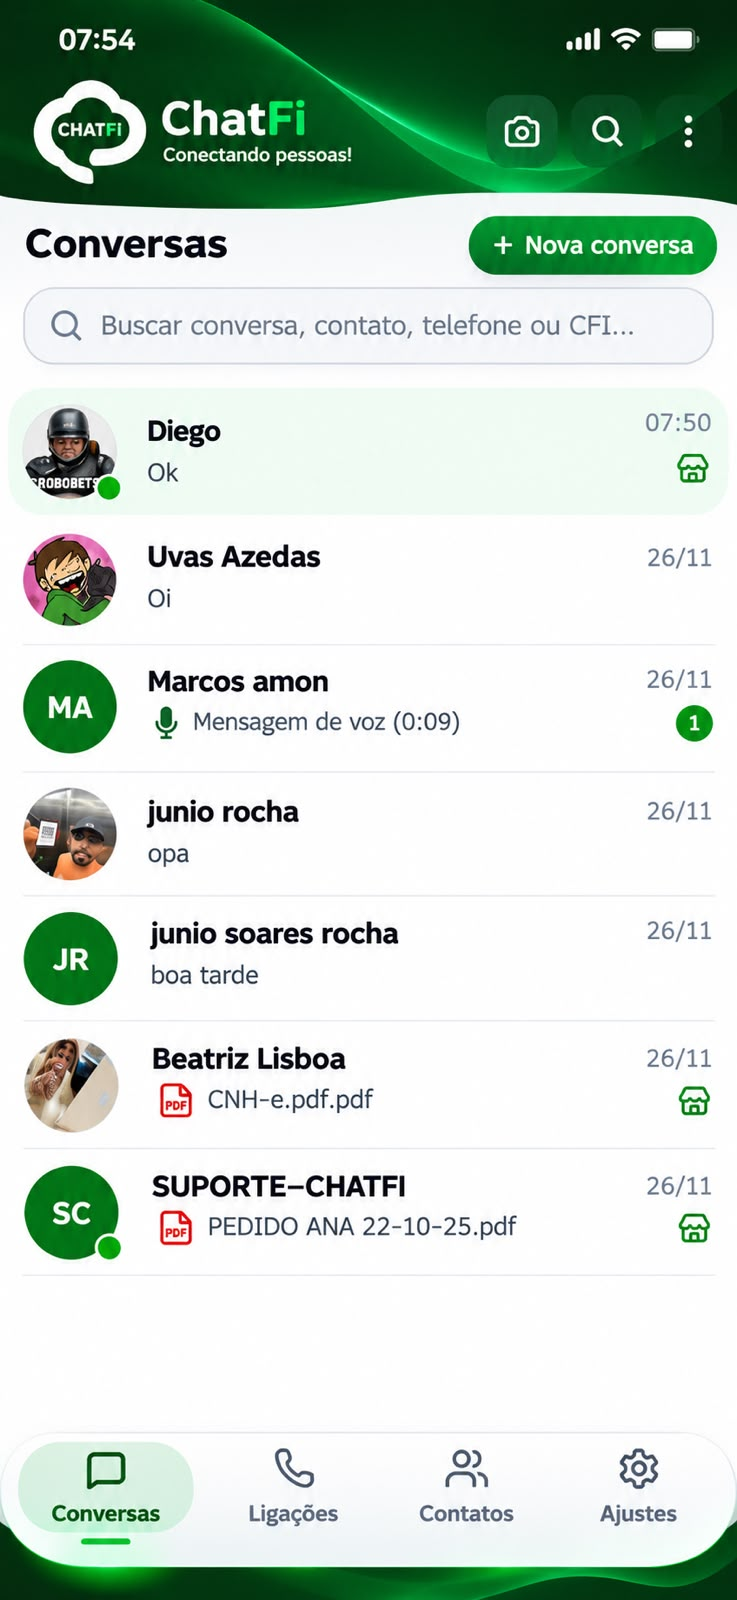 07:54
CHATFi
ChatFi
Conectando pessoas!
Conversas
+ Nova conversa
Buscar conversa, contato, telefone ou CFI...
Diego
07:50
Ok
ROBOBETS
Uvas Azedas
26/11
Oi
MA
Marcos amon
26/11
Mensagem de voz (0:09)
1
junio rocha
26/11
opa
JR
junio soares rocha
26/11
boa tarde
Beatriz Lisboa
26/11
PDF
CNH-e.pdf.pdf
SC
SUPORTE–CHATFI
26/11
PDF
PEDIDO ANA 22-10-25.pdf
Conversas
Ligações
Contatos
Ajustes